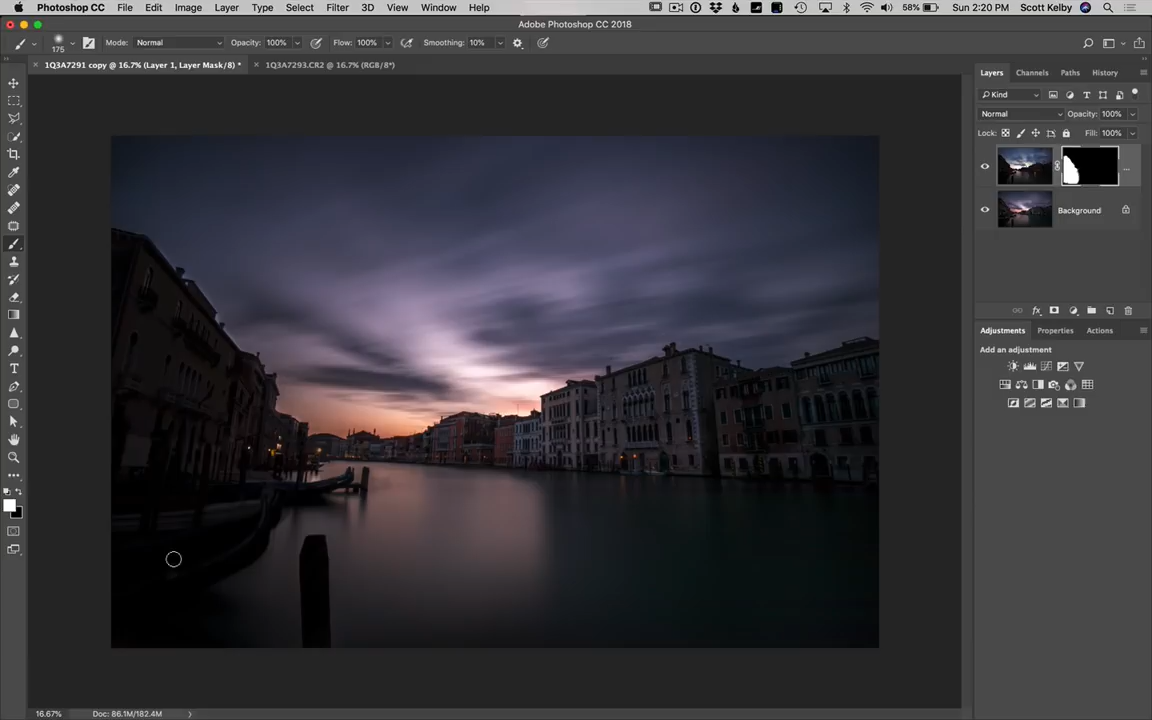 Photoshop CC File Edit Image Layer Type Select Filter 3D View Window Help 58% Sun 2:20 PM Scott Kelby
Adobe Photoshop CC 2018
175 Mode: Normal Opacity: 100% Flow: 100% Smoothing: 10%
1Q3A7291 copy @ 16.7% (Layer 1, Layer Mask/8) * 1Q3A7293.CR2 @ 16.7% (RGB/8*)
Layers Channels Paths History
Kind
Normal Opacity: 100%
Lock: Fill: 100%
...
Background
fx
Adjustments Properties Actions
Add an adjustment
16.67% Doc: 86.1M/182.4M